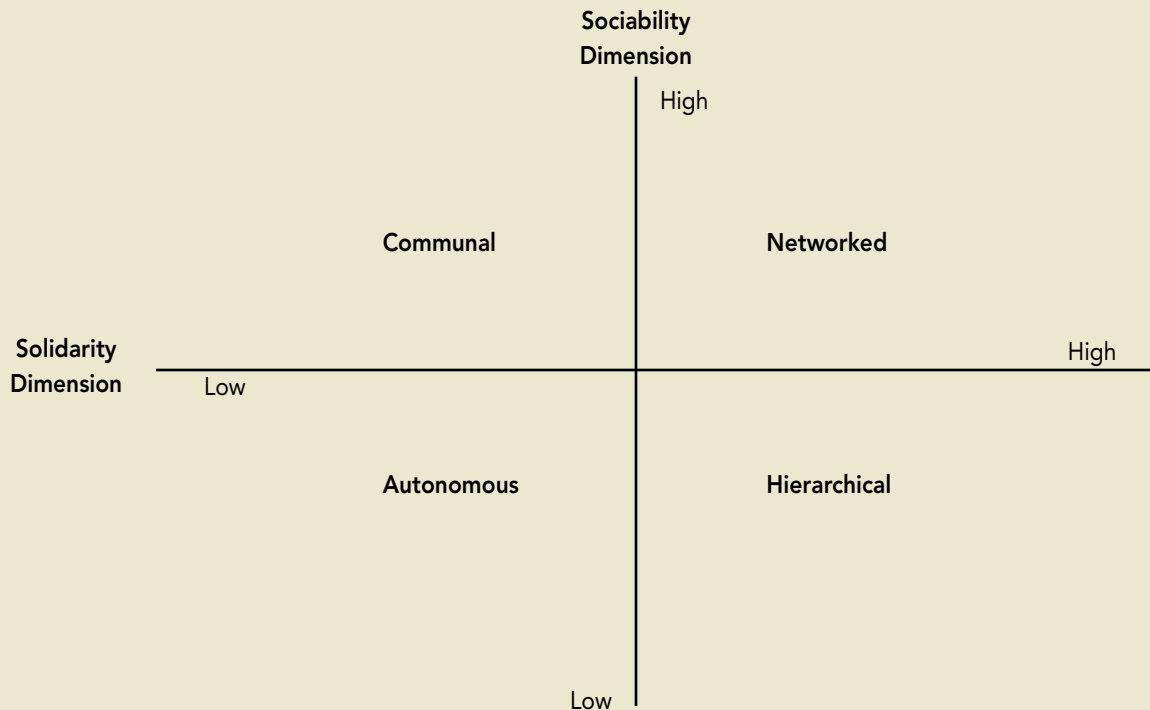 Sociability
Dimension
High
Communal
Networked
Solidarity
Dimension
High
Low
Autonomous
Hierarchical
Low